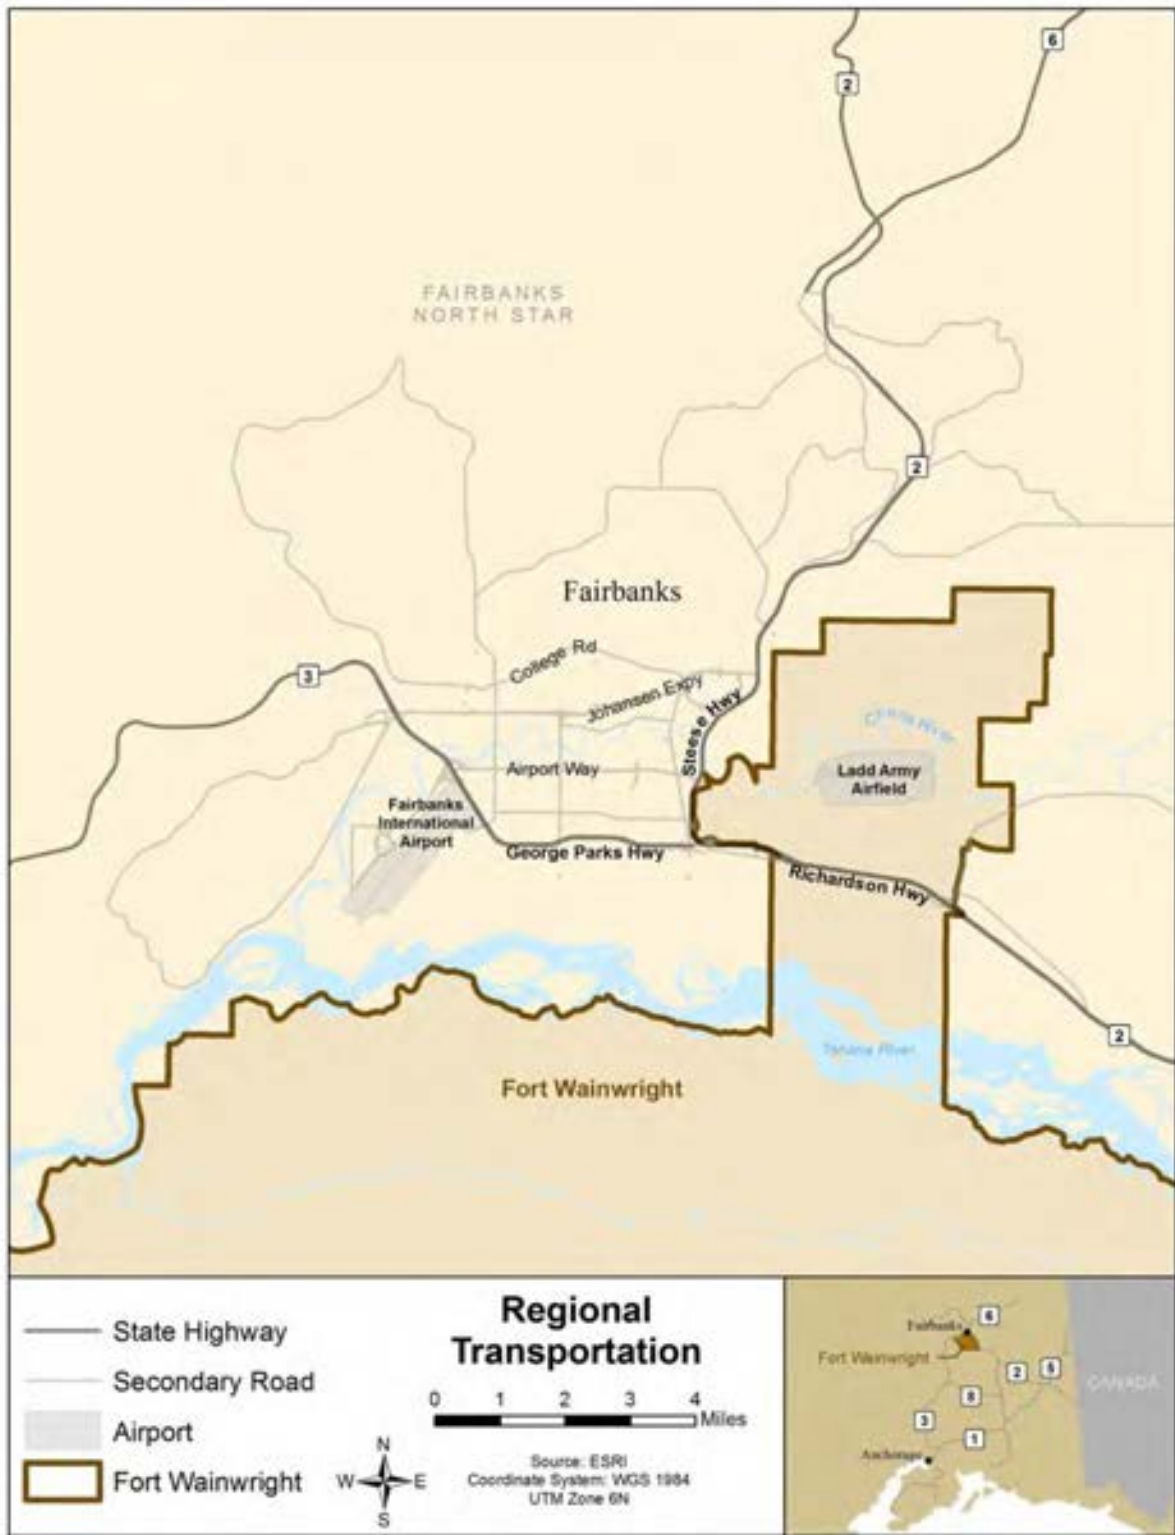 6
2
FAIRBANKS
NORTH STAR
2
Fairbanks
College Rd
3
Johansen Expy
Steese Hwy
Chena River
Airport Way
Ladd Army
Airfield
Fairbanks
International
Airport
George Parks Hwy
Richardson Hwy
2
Tanana River
Fort Wainwright
State Highway
Secondary Road
Airport
Fort Wainwright
Regional
Transportation
0 1 2 3 4
Miles
N
W E
S
Source: ESRI
Coordinate System: WGS 1984
UTM Zone 6N
6
Fairbanks
Fort Wainwright
2
5
8
CANADA
3
1
Anchorage